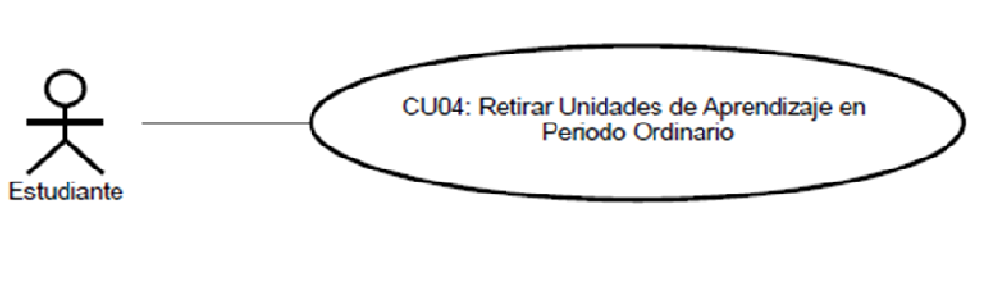 CU04: Retirar Unidades de Aprendizaje en
Periodo Ordinario
Estudiante